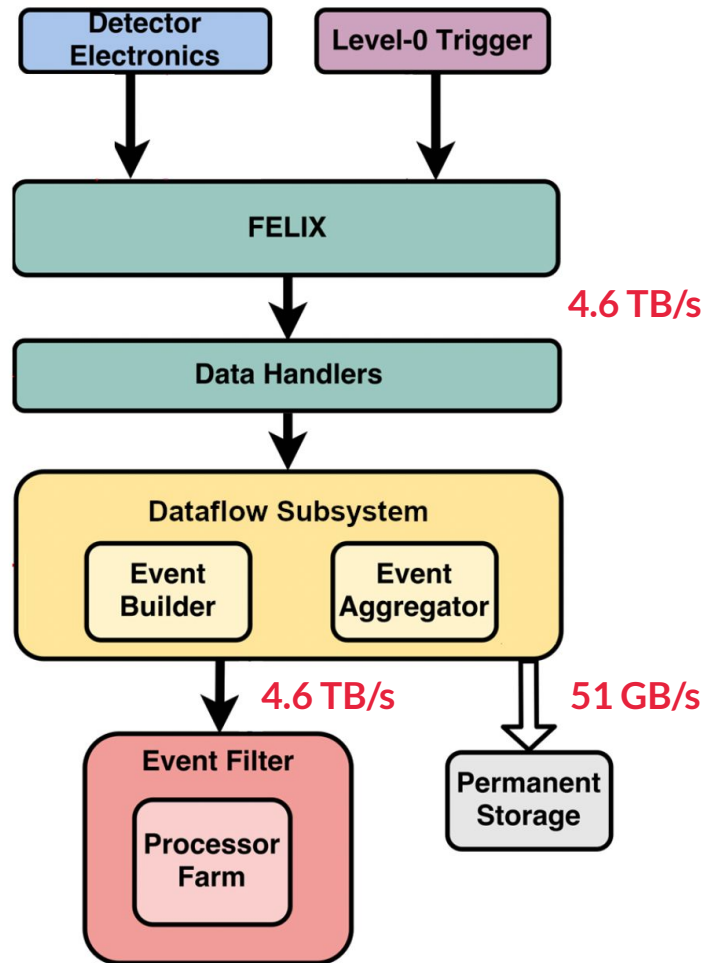 Detector
Electronics
Level-0 Trigger
FELIX
4.6 TB/s
Data Handlers
Dataflow Subsystem
Event
Builder
Event
Aggregator
4.6 TB/s
51 GB/s
Event Filter
Processor
Farm
Permanent
Storage